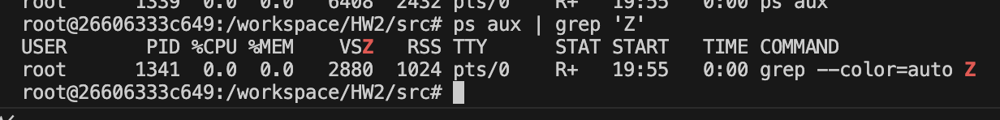 root 1339 0.0 0.0 6408 2432 pts/0 R+ 19:55 0:00 ps aux
root@26606333c649:/workspace/HW2/src# ps aux | grep 'Z'
USER PID %CPU %MEM VSZ RSS TTY STAT START TIME COMMAND
root 1341 0.0 0.0 2880 1024 pts/0 R+ 19:55 0:00 grep --color=auto Z
root@26606333c649:/workspace/HW2/src#